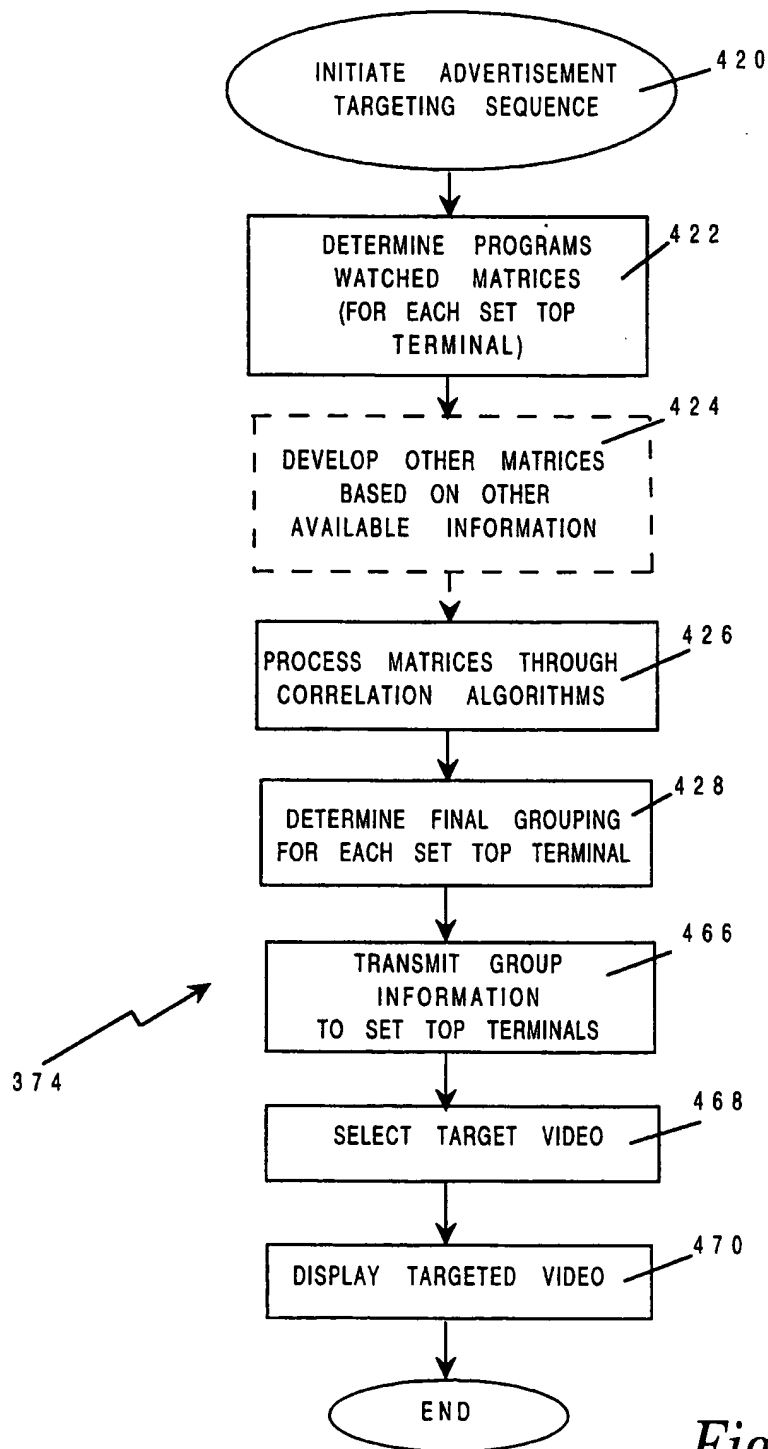 INITIATE ADVERTISEMENT
TARGETING SEQUENCE
420
DETERMINE PROGRAMS
WATCHED MATRICES
(FOR EACH SET TOP
TERMINAL)
422
424
DEVELOP OTHER MATRICES
BASED ON OTHER
AVAILABLE INFORMATION
426
PROCESS MATRICES THROUGH
CORRELATION ALGORITHMS
428
DETERMINE FINAL GROUPING
FOR EACH SET TOP TERMINAL
466
TRANSMIT GROUP
INFORMATION
TO SET TOP TERMINALS
374
468
SELECT TARGET VIDEO
470
DISPLAY TARGETED VIDEO
END
Fig